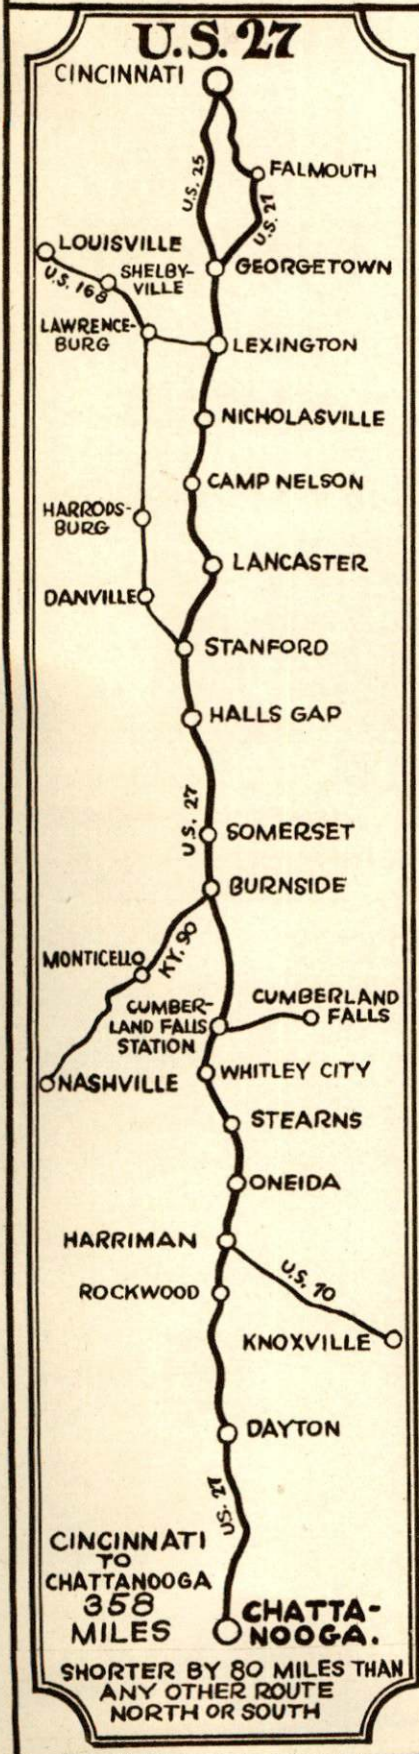 U.S. 27
CINCINNATI
U.S. 25
FALMOUTH
U.S. 27
LOUISVILLE
U.S. 168
SHELBY-
VILLE
GEORGETOWN
LAWRENCE-
BURG
LEXINGTON
NICHOLASVILLE
CAMP NELSON
HARRODS-
BURG
LANCASTER
DANVILLE
STANFORD
HALLS GAP
U.S. 27
SOMERSET
BURNSIDE
MONTICELLO
KY. 90
CUMBER-
LAND FALLS
STATION
CUMBERLAND
FALLS
NASHVILLE
WHITLEY CITY
STEARNS
ONEIDA
HARRIMAN
U.S. 70
ROCKWOOD
KNOXVILLE
DAYTON
U.S. 27
CINCINNATI
TO
CHATTANOOGA
358
MILES
CHATTA-
NOOGA.
SHORTER BY 80 MILES THAN
ANY OTHER ROUTE
NORTH OR SOUTH